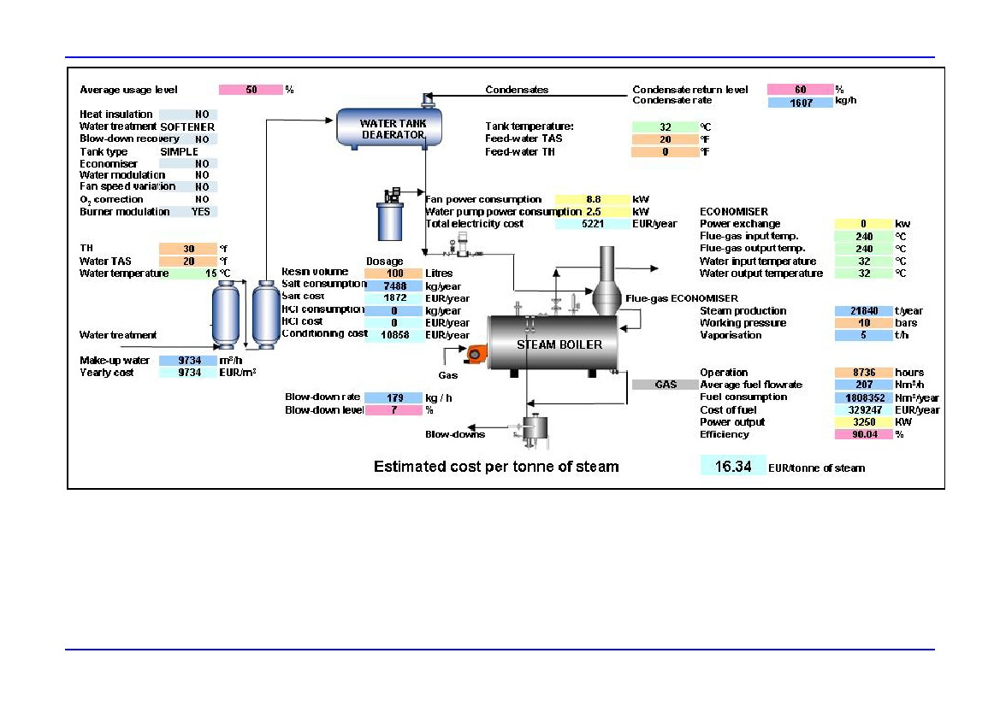 Average usage level 50 %
Condensates
Condensate return level 60 %
Condensate rate 1607 kg/h
Heat insulation NO
Water treatment SOFTENER
Blow-down recovery NO
Tank type SIMPLE
Economiser NO
Water modulation NO
Fan speed variation NO
O2 correction NO
Burner modulation YES
WATER TANK
DEAERATOR
Tank temperature: 32 °C
Feed-water TAS 20 °F
Feed-water TH 0 °F
Fan power consumption 8.8 kW
Water pump power consumption 2.5 kW
Total electricity cost 5221 EUR/year
ECONOMISER
Power exchange 0 kw
Flue-gas input temp. 240 °C
Flue-gas output temp. 240 °C
Water input temperature 32 °C
Water output temperature 32 °C
TH 30 °f
Water TAS 20 °f
Water temperature 15 °C
Dosage
Resin volume 100 Litres
Salt consumption 7488 kg/year
Salt cost 1872 EUR/year
HCl consumption 0 kg/year
HCl cost 0 EUR/year
Conditioning cost 10858 EUR/year
Flue-gas ECONOMISER
Steam production 21840 t/year
Working pressure 10 bars
Vaporisation 5 t/h
STEAM BOILER
Water treatment
Make-up water 9734 m³/h
Yearly cost 9734 EUR/m³
Gas
GAS
Operation 8736 hours
Average fuel flowrate 207 Nm³/h
Fuel consumption 1808352 Nm³/year
Cost of fuel 329247 EUR/year
Power output 3250 KW
Efficiency 90.04 %
Blow-down rate 179 kg / h
Blow-down level 7 %
Blow-downs
Estimated cost per tonne of steam 16.34 EUR/tonne of steam